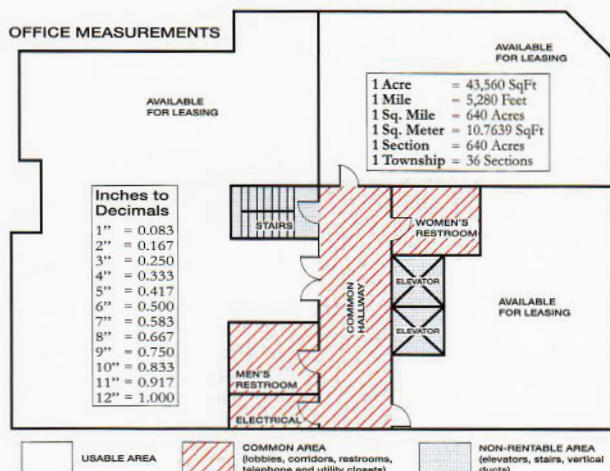 OFFICE MEASUREMENTS
AVAILABLE
FOR LEASING
AVAILABLE
FOR LEASING
1 Acre = 43,560 SqFt
1 Mile = 5,280 Feet
1 Sq. Mile = 640 Acres
1 Sq. Meter = 10.7639 SqFt
1 Section = 640 Acres
1 Township = 36 Sections
Inches to
Decimals
1" = 0.083
2" = 0.167
3" = 0.250
4" = 0.333
5" = 0.417
6" = 0.500
7" = 0.583
8" = 0.667
9" = 0.750
10" = 0.833
11" = 0.917
12" = 1.000
STAIRS
WOMEN'S
RESTROOM
ELEVATOR
ELEVATOR
COMMON
HALLWAY
AVAILABLE
FOR LEASING
MEN'S
RESTROOM
ELECTRICAL
USABLE AREA
COMMON AREA
(lobbies, corridors, restrooms,
telephone and utility closets)
NON-RENTABLE AREA
(elevators, stairs, vertical
ducts)